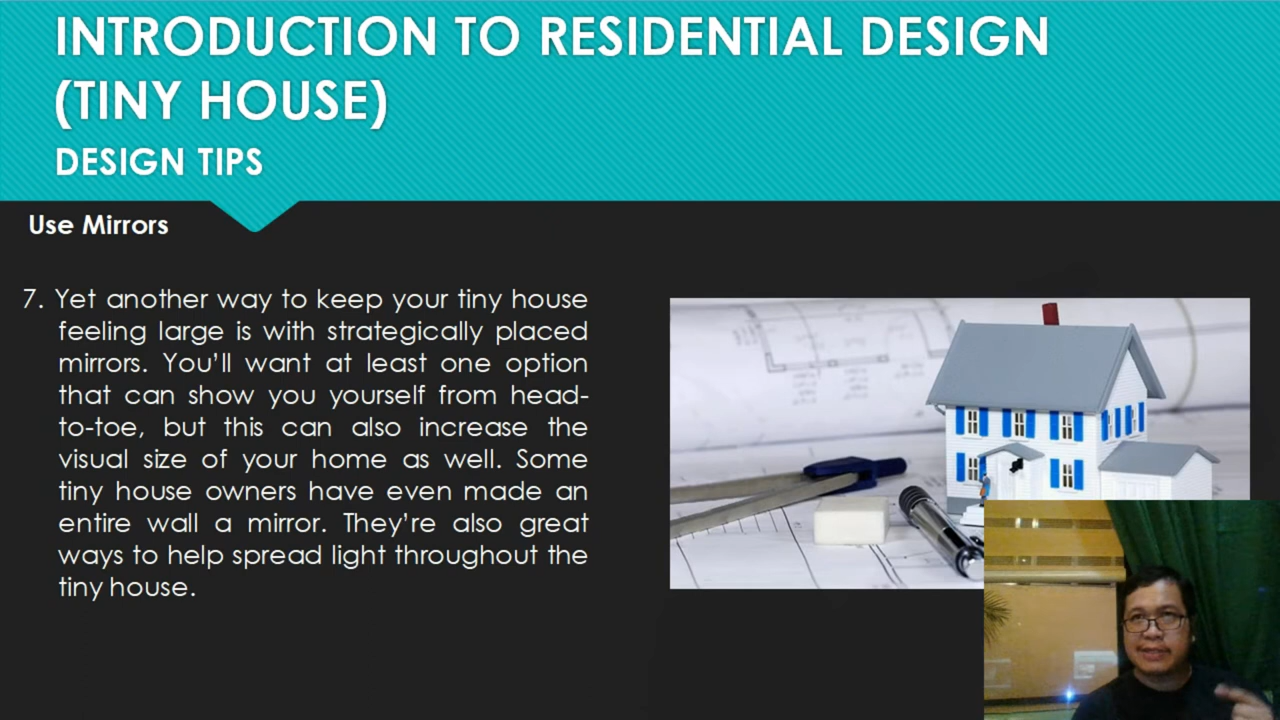 INTRODUCTION TO RESIDENTIAL DESIGN
(TINY HOUSE)
DESIGN TIPS
Use Mirrors
7. Yet another way to keep your tiny house
feeling large is with strategically placed
mirrors. You’ll want at least one option
that can show you yourself from head-
to-toe, but this can also increase the
visual size of your home as well. Some
tiny house owners have even made an
entire wall a mirror. They’re also great
ways to help spread light throughout the
tiny house.